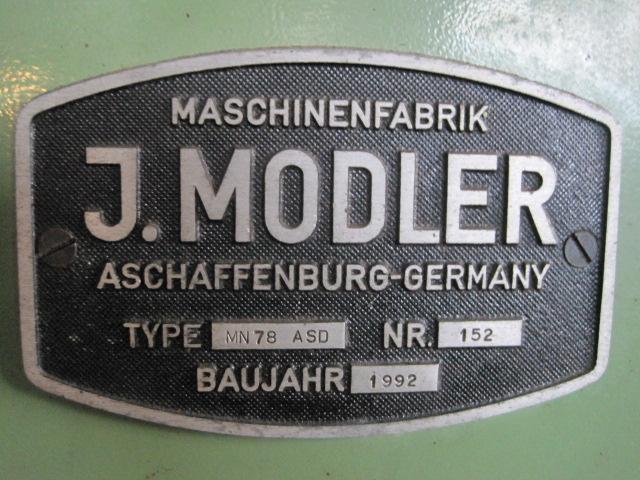 MASCHINENFABRIK
J. MODLER
ASCHAFFENBURG-GERMANY
TYPE MN78 ASD NR. 152
BAUJAHR 1992